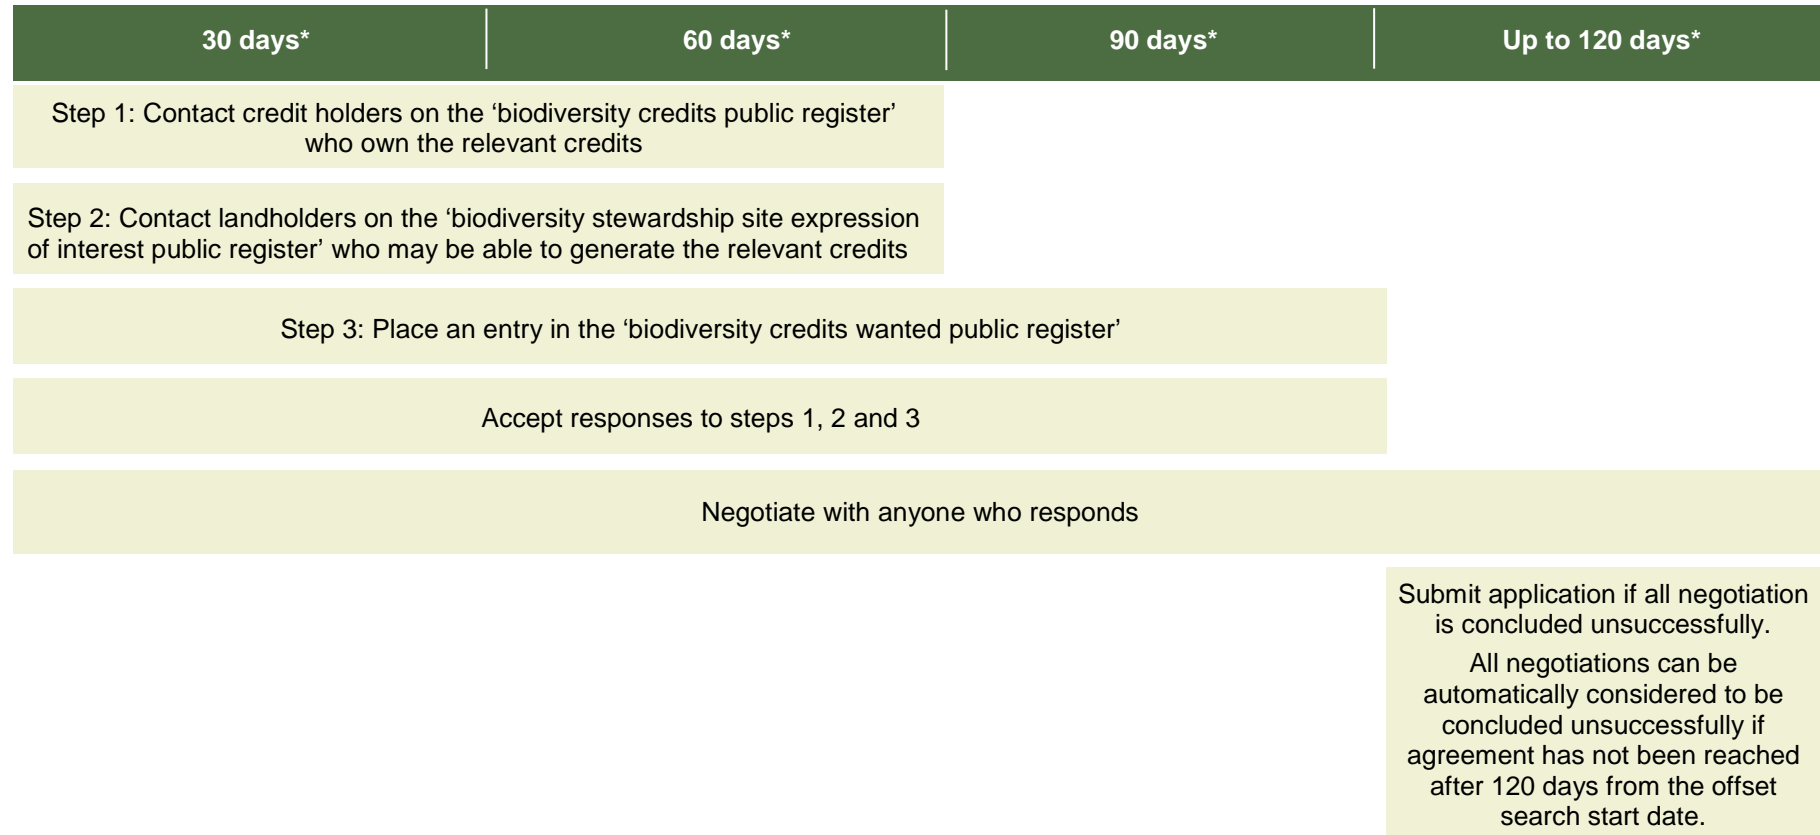 30 days*
60 days*
90 days*
Up to 120 days*
Step 1: Contact credit holders on the ‘biodiversity credits public register’
who own the relevant credits
Step 2: Contact landholders on the ‘biodiversity stewardship site expression
of interest public register’ who may be able to generate the relevant credits
Step 3: Place an entry in the ‘biodiversity credits wanted public register’
Accept responses to steps 1, 2 and 3
Negotiate with anyone who responds
Submit application if all negotiation
is concluded unsuccessfully.
All negotiations can be
automatically considered to be
concluded unsuccessfully if
agreement has not been reached
after 120 days from the offset
search start date.